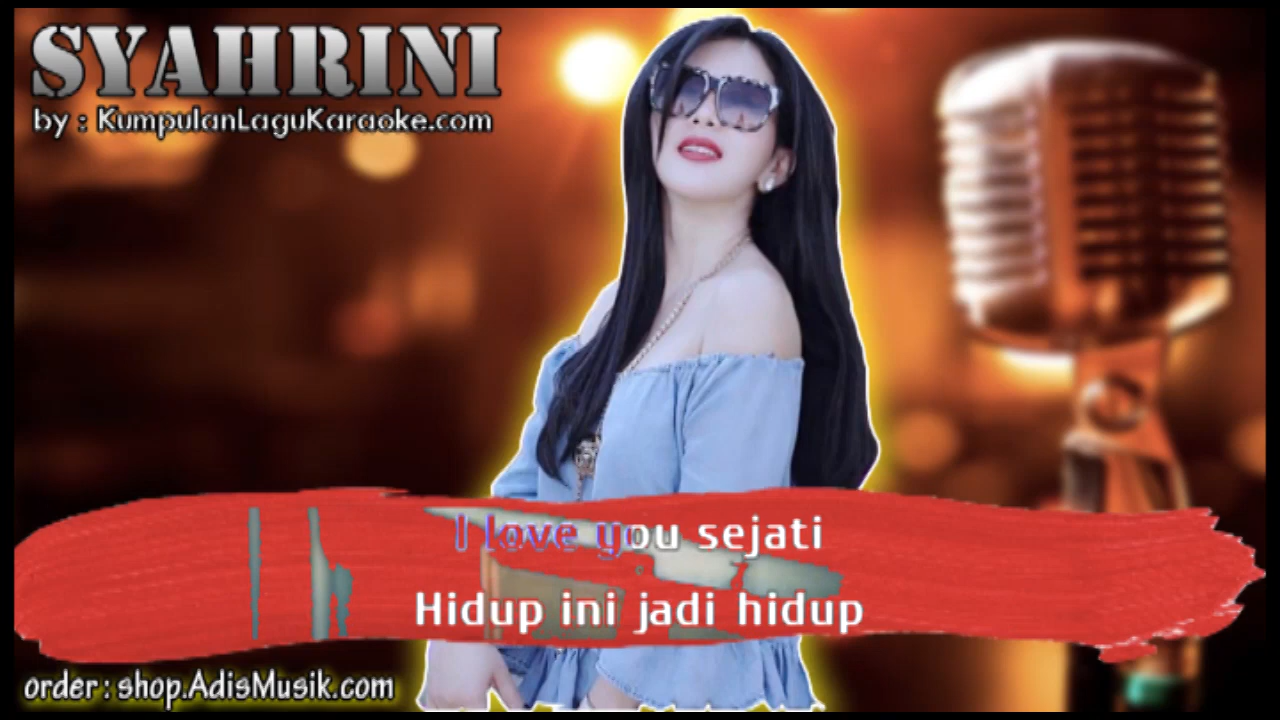 SYAHRINI
by : KumpulanLaguKaraoke.com
I love you sejati
Hidup ini jadi hidup
order : shop.AdisMusik.com